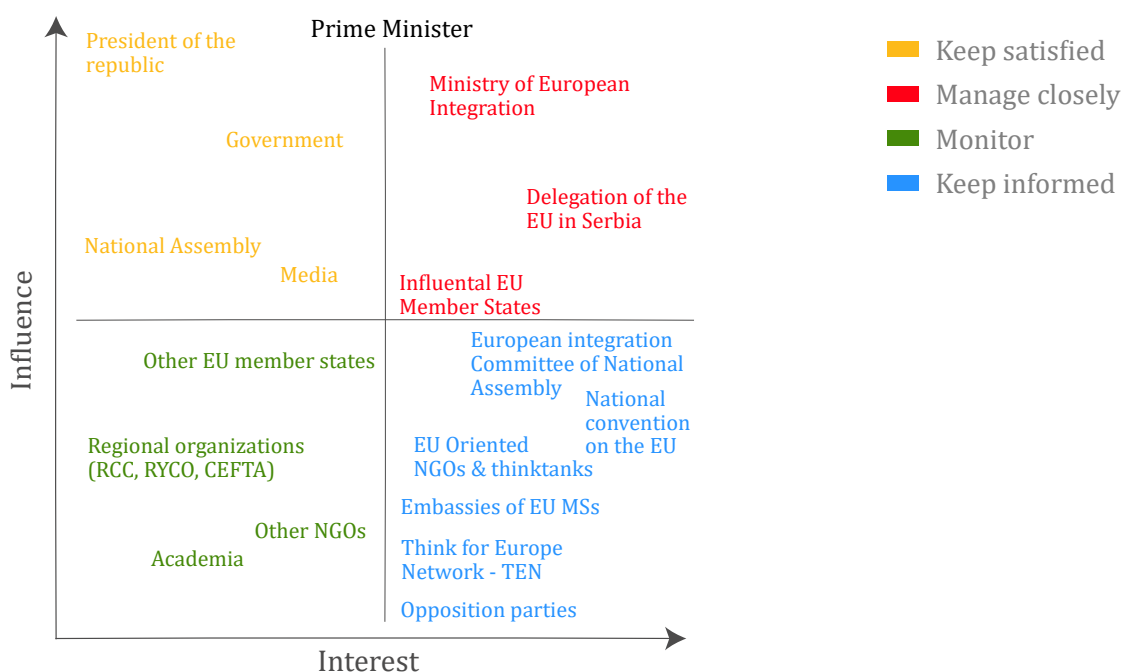 Prime Minister
President of the
republic
Ministry of European
Integration
Government
Delegation of the
EU in Serbia
National Assembly
Media
Influental EU
Member States
Influence
Other EU member states
European integration
Committee of National
Assembly
National
convention
on the EU
Regional organizations
(RCC, RYCO, CEFTA)
EU Oriented
NGOs & thinktanks
Embassies of EU MSs
Other NGOs
Academia
Think for Europe
Network - TEN
Opposition parties
Interest
Keep satisfied
Manage closely
Monitor
Keep informed